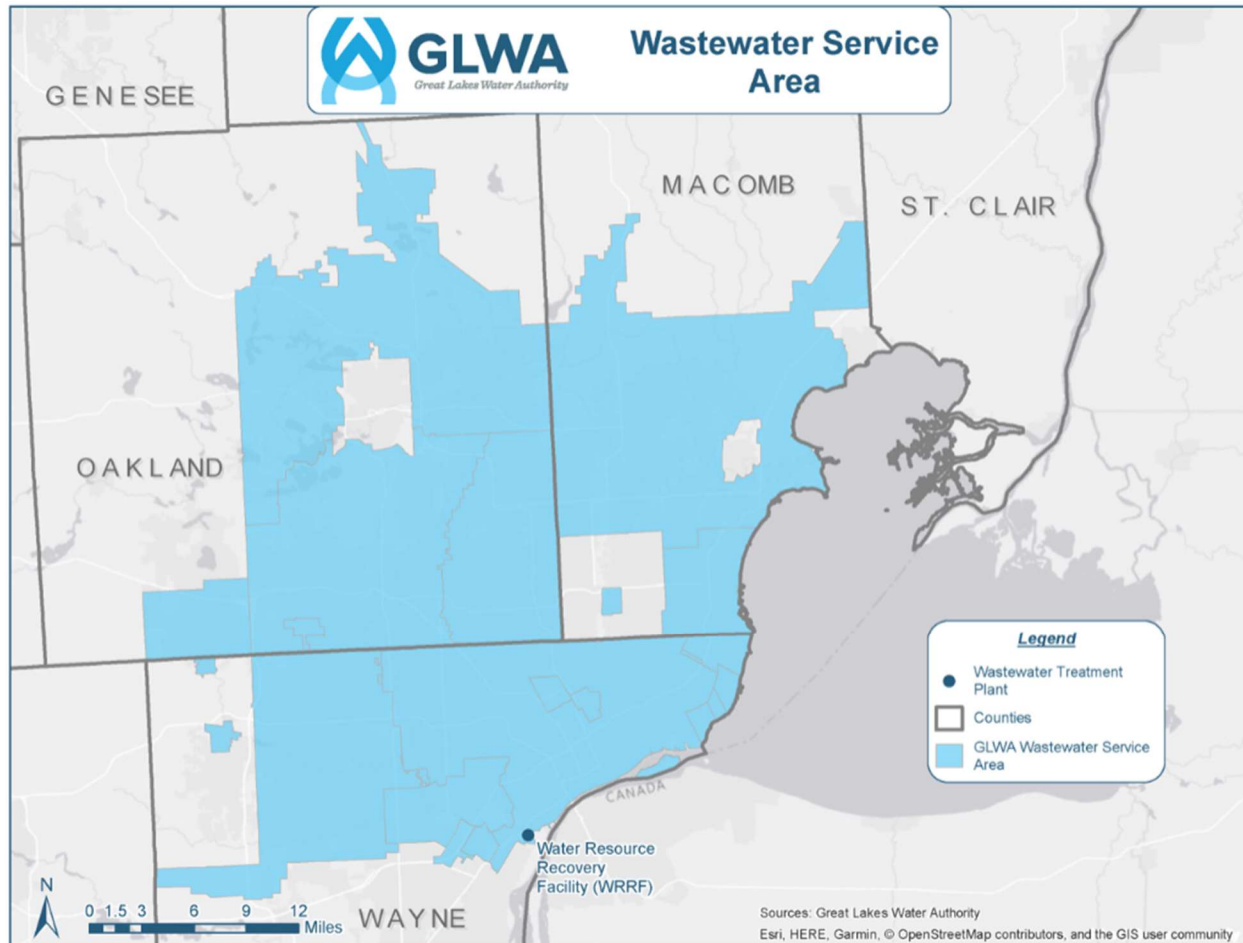 GLWA
Great Lakes Water Authority
Wastewater Service
Area
GENESEE
MACOMB
ST. CLAIR
OAKLAND
Legend
Wastewater Treatment
Plant
Counties
GLWA Wastewater Service
Area
CANADA
Water Resource
Recovery
Facility (WRRF)
WAYNE
N
0 1.5 3 6 9 12
Miles
Sources: Great Lakes Water Authority
Esri, HERE, Garmin, © OpenStreetMap contributors, and the GIS user community